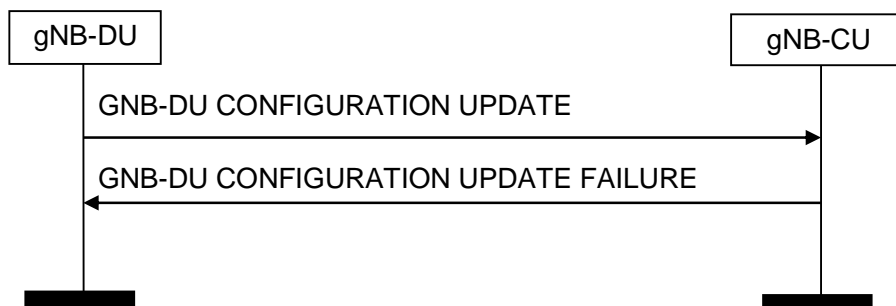 gNB-DU
gNB-CU
GNB-DU CONFIGURATION UPDATE
GNB-DU CONFIGURATION UPDATE FAILURE